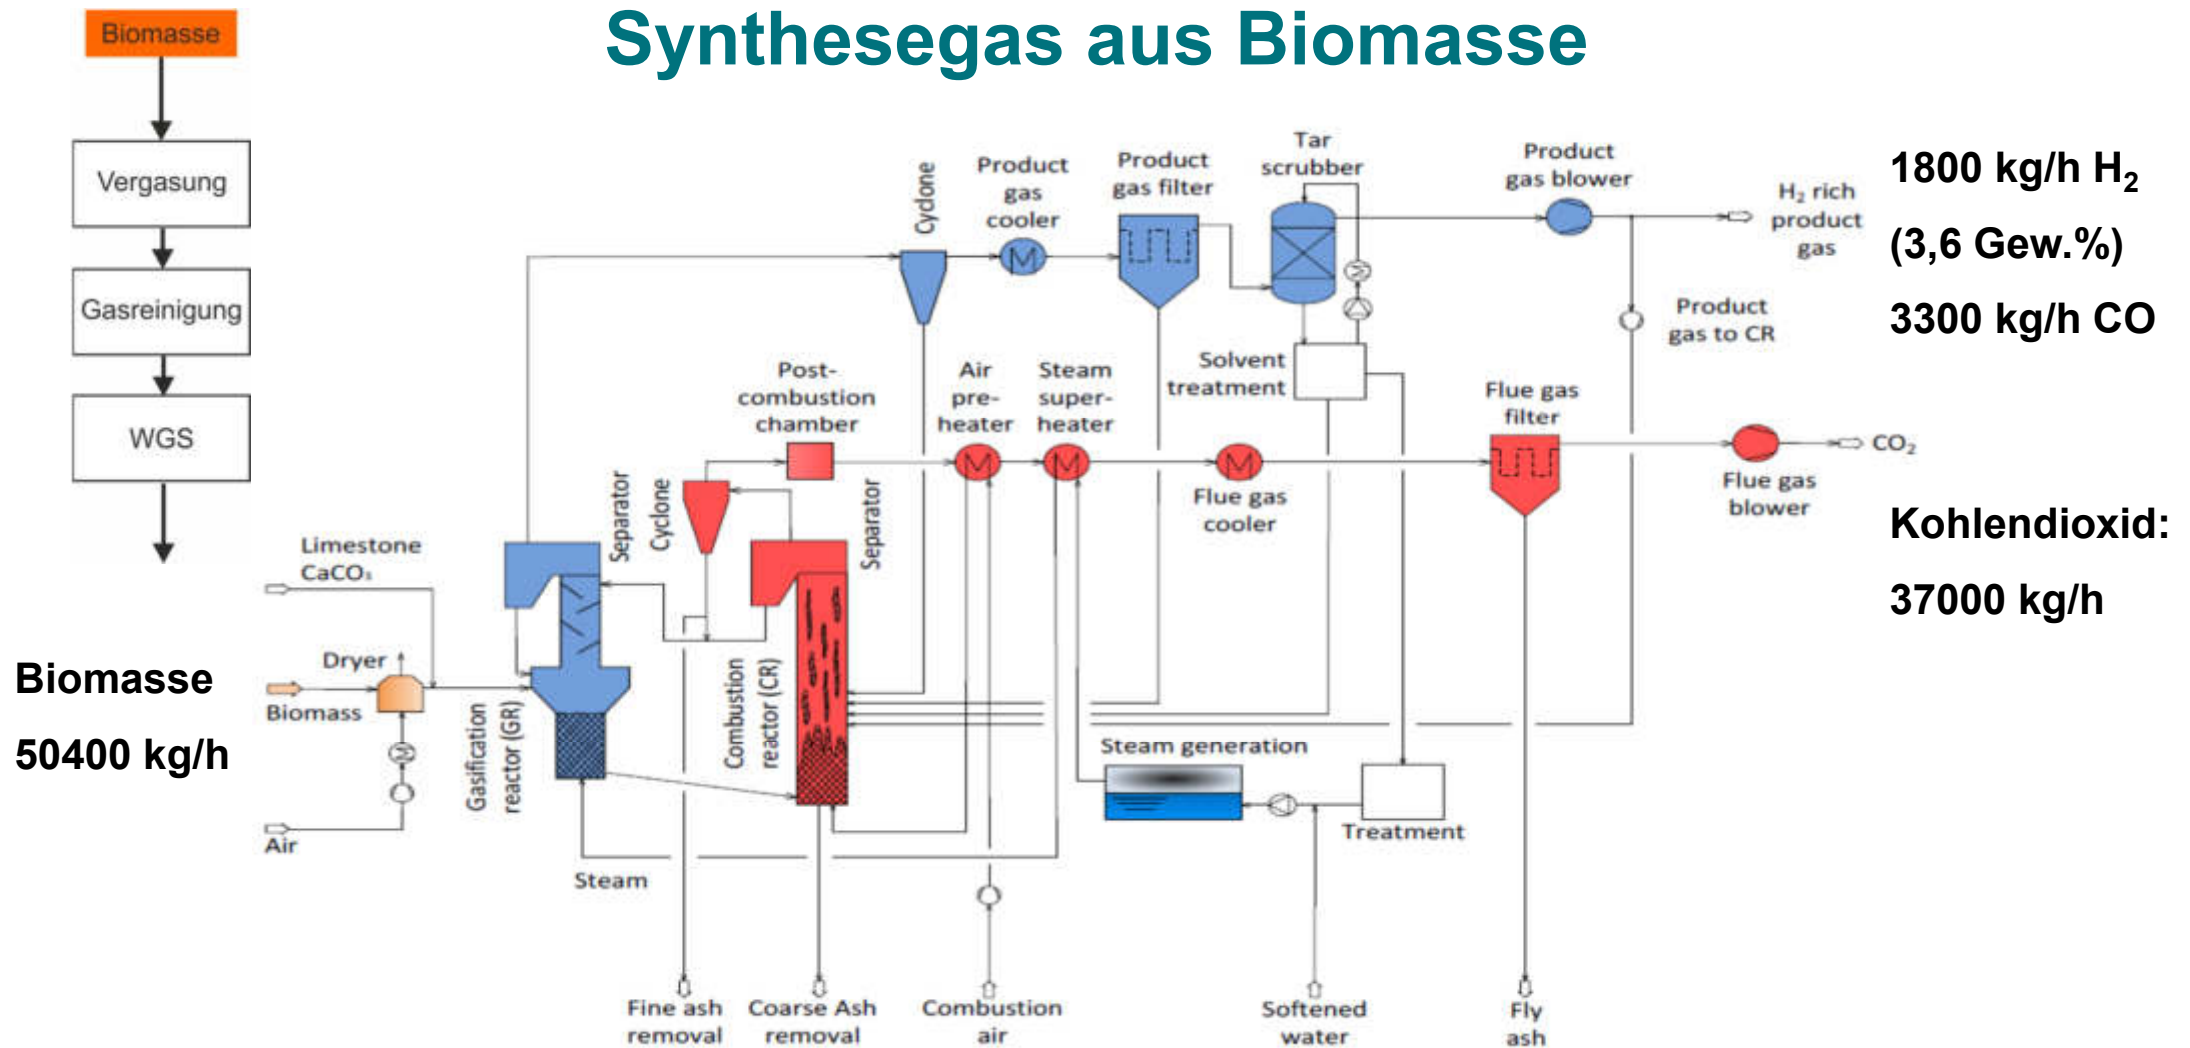 Synthesegas aus Biomasse
Biomasse
Vergasung
Gasreinigung
WGS
Cyclone
Product
gas
cooler
Product
gas filter
Tar
scrubber
Product
gas blower
H₂ rich
product
gas
1800 kg/h H₂
(3,6 Gew.%)
3300 kg/h CO
Product
gas to CR
Solvent
treatment
Post-
combustion
chamber
Air
pre-
heater
Steam
super-
heater
Flue gas
filter
CO₂
Flue gas
cooler
Flue gas
blower
Kohlendioxid:
37000 kg/h
Separator
Cyclone
Separator
Limestone
CaCO₃
Dryer
Biomass
Air
Biomasse
50400 kg/h
Gasification
reactor (GR)
Combustion
reactor (CR)
Steam generation
Treatment
Steam
Fine ash
removal
Coarse Ash
removal
Combustion
air
Softened
water
Fly
ash